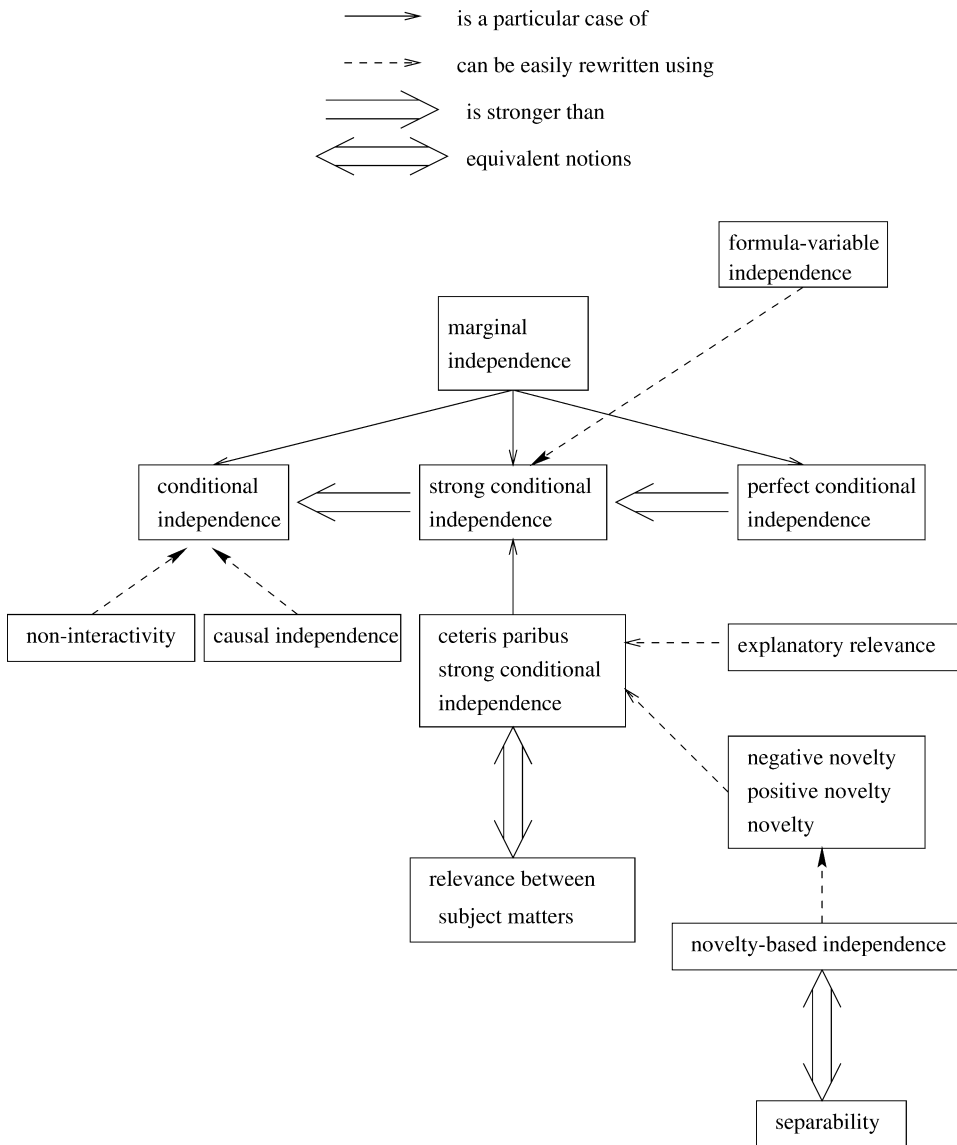 is a particular case of
can be easily rewritten using
is stronger than
equivalent notions
formula-variable
independence
marginal
independence
conditional
independence
strong conditional
independence
perfect conditional
independence
non-interactivity
causal independence
ceteris paribus
strong conditional
independence
explanatory relevance
negative novelty
positive novelty
novelty
relevance between
subject matters
novelty-based independence
separability